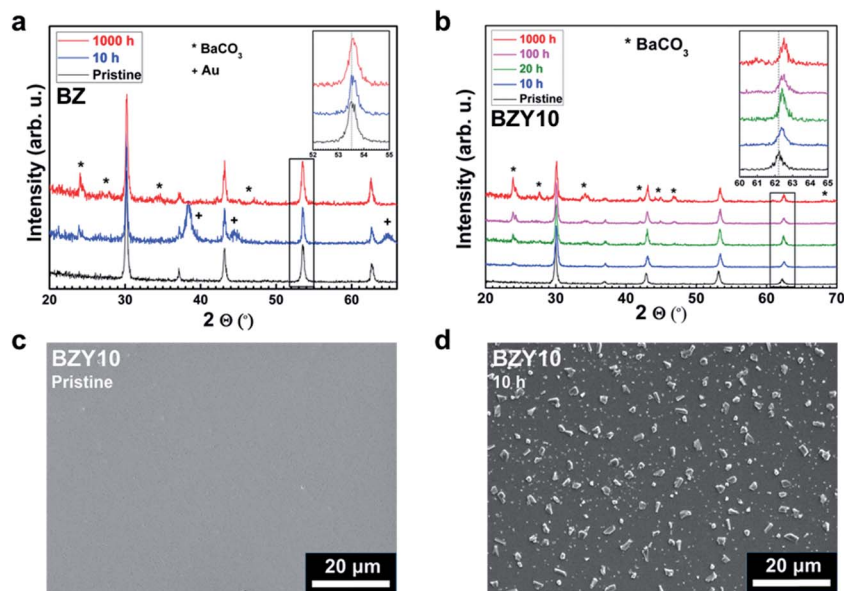 a
1000 h
10 h
Pristine
* BaCO3
+ Au
BZ
Intensity (arb. u.)
* * * *
+ + +
52 53 54 55
20 30 40 50 60
2 Θ (°)
b
1000 h
100 h
20 h
10 h
Pristine
* BaCO3
BZY10
Intensity (arb. u.)
* * * * * * *
60 61 62 63 64 65
20 30 40 50 60 70
2 Θ (°)
c
BZY10
Pristine
20 µm
d
BZY10
10 h
20 µm